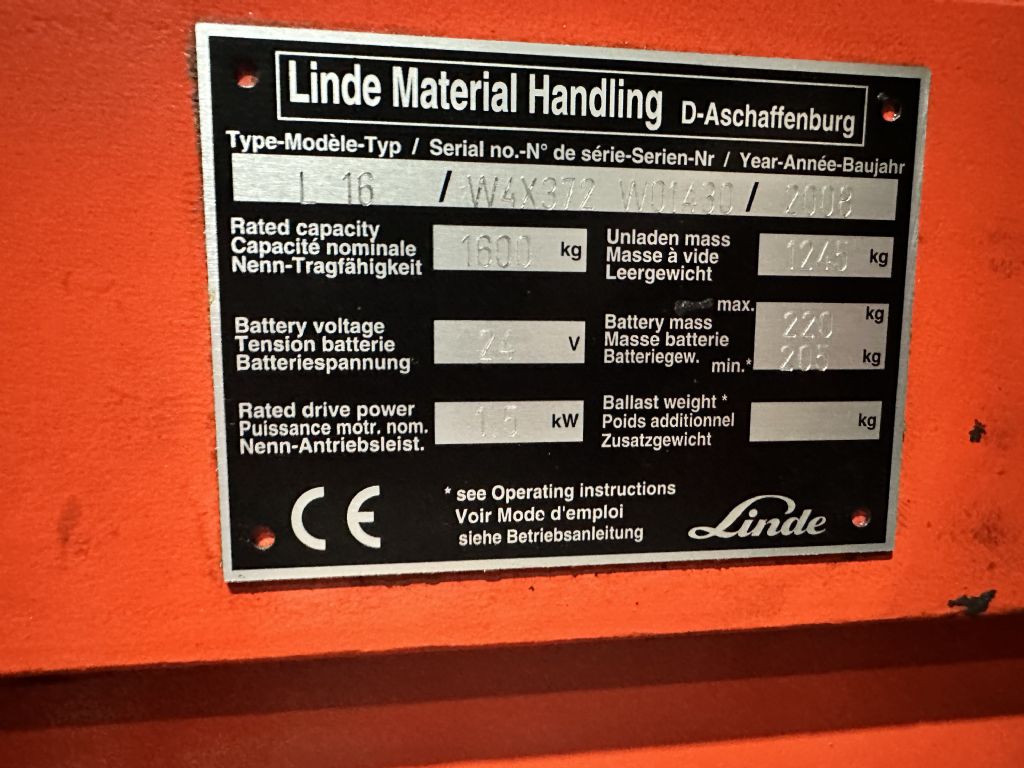 Linde Material Handling D-Aschaffenburg
Type-Modèle-Typ / Serial no.-N° de série-Serien-Nr / Year-Année-Baujahr
L 16 / W4X372 W01430 / 2008
Rated capacity
Capacité nominale
Nenn-Tragfähigkeit
1600 kg
Unladen mass
Masse à vide
Leergewicht
1245 kg
Battery voltage
Tension batterie
Batteriespannung
24 V
max.
Battery mass
Masse batterie
Batteriegew.
min.*
220 kg
205 kg
Rated drive power
Puissance motr. nom.
Nenn-Antriebsleist.
1.5 kW
Ballast weight *
Poids additionnel
Zusatzgewicht
kg
CE
* see Operating instructions
Voir Mode d'emploi
siehe Betriebsanleitung
Linde